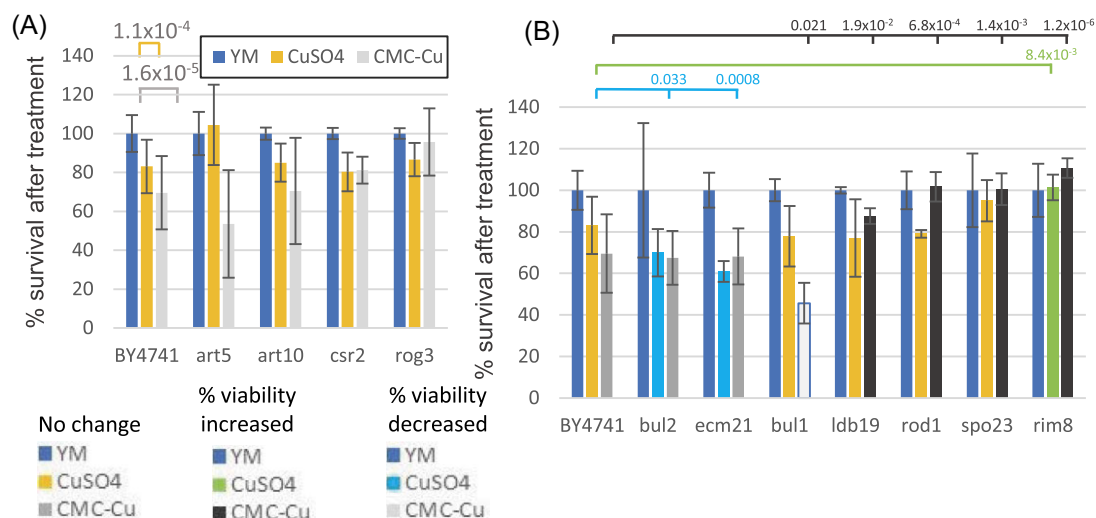 (A)
1.1x10-4
1.6x10-5
YM CuSO4 CMC-Cu
% survival after treatment
140
120
100
80
60
40
20
0
BY4741 art5 art10 csr2 rog3
No change
YM
CuSO4
CMC-Cu
% viability
increased
YM
CuSO4
CMC-Cu
% viability
decreased
YM
CuSO4
CMC-Cu
(B)
0.021 1.9x10-2 6.8x10-4 1.4x10-3 1.2x10-6
8.4x10-3
0.033 0.0008
% survival after treatment
140
120
100
80
60
40
20
0
BY4741 bul2 ecm21 bul1 ldb19 rod1 spo23 rim8